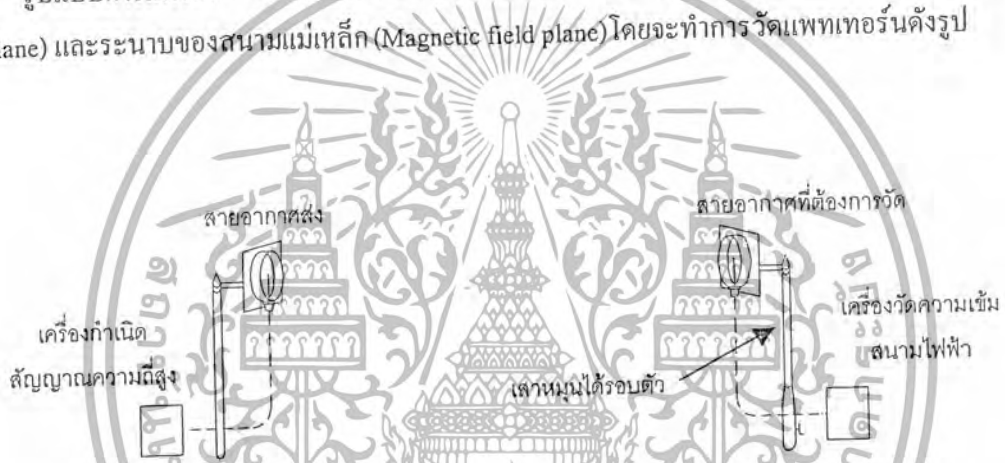 ane) และระนาบของสนามแม่เหล็ก (Magnetic field plane) โดยจะทำการวัดแพทเทอร์นดังรูป
สายอากาศส่ง
สายอากาศที่ต้องการวัด
เครื่องกำเนิด
สัญญาณความถี่สูง
เสาหมุนได้รอบตัว
เครื่องวัดความเข้ม
สนามไฟฟ้า